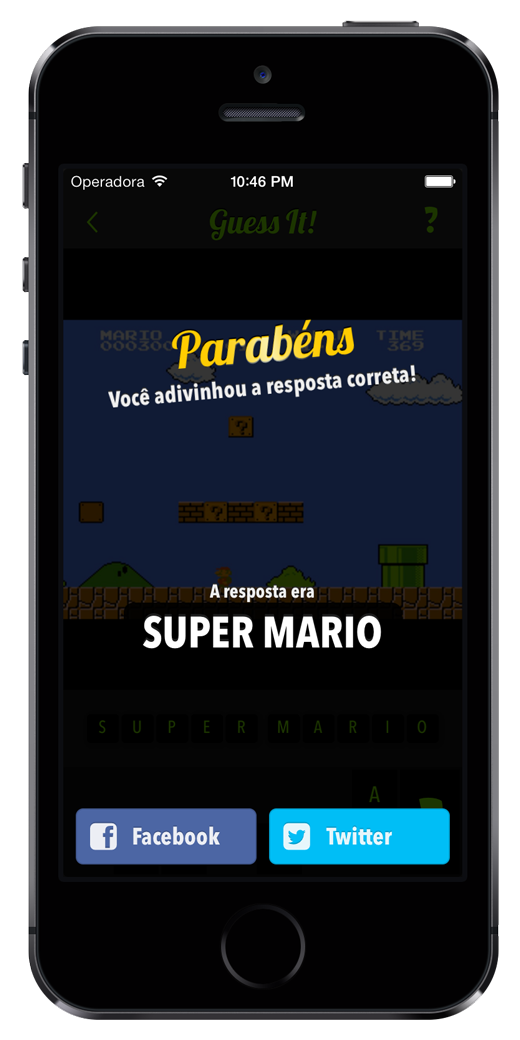 Operadora 10:46 PM
Guess It! ?
MARIO TIME
000300 369
Parabéns
Você adivinhou a resposta correta!
?
? ?
A resposta era
SUPER MARIO
S U P E R M A R I O
A
Facebook Twitter